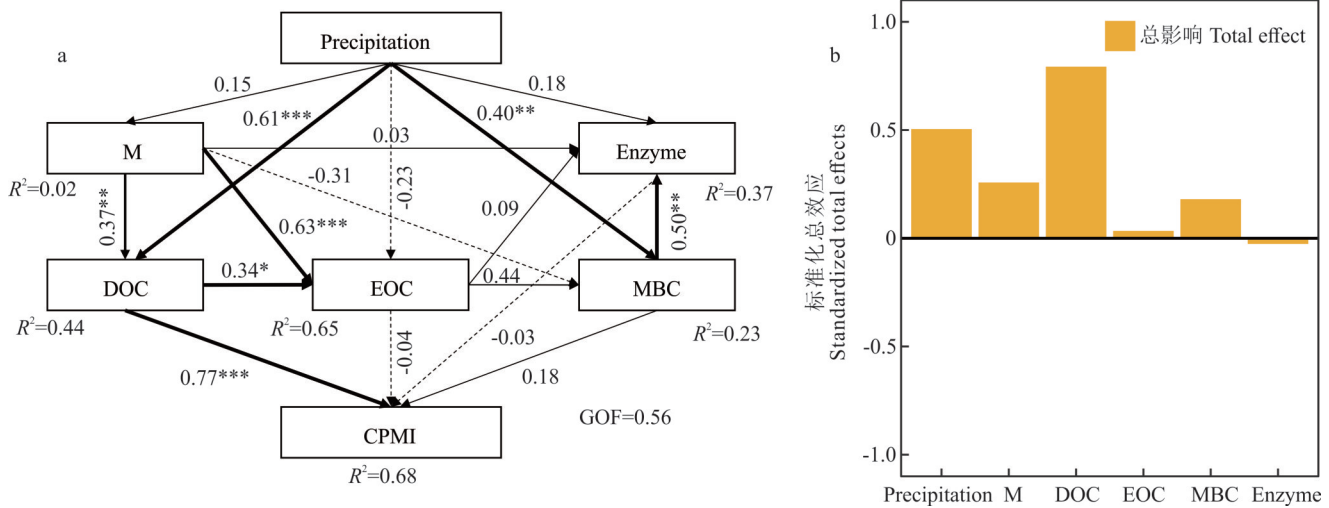 a
Precipitation
0.15
0.18
0.61***
0.40**
M
0.03
Enzyme
R²=0.02
-0.31
-0.23
R²=0.37
0.37**
0.63***
0.09
0.50**
DOC
0.34*
EOC
0.44
MBC
R²=0.44
R²=0.65
R²=0.23
-0.04
-0.03
0.77***
0.18
CPMI
GOF=0.56
R²=0.68
b
总影响 Total effect
标准化总效应
Standardized total effects
1.0
0.5
0
-0.5
-1.0
Precipitation M DOC EOC MBC Enzyme